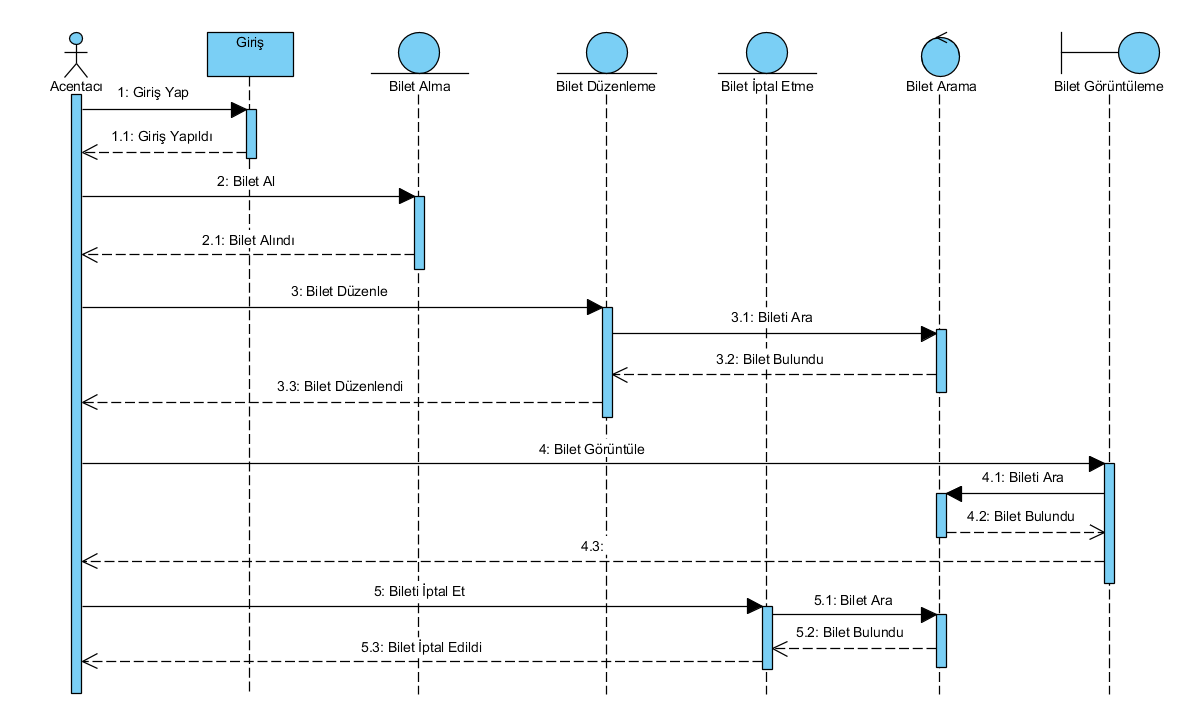 Giriş
Acentacı
Bilet Alma
Bilet Düzenleme
Bilet İptal Etme
Bilet Arama
Bilet Görüntüleme
1: Giriş Yap
1.1: Giriş Yapıldı
2: Bilet Al
2.1: Bilet Alındı
3: Bilet Düzenle
3.1: Bileti Ara
3.2: Bilet Bulundu
3.3: Bilet Düzenlendi
4: Bilet Görüntüle
4.1: Bileti Ara
4.2: Bilet Bulundu
4.3:
5: Bileti İptal Et
5.1: Bilet Ara
5.2: Bilet Bulundu
5.3: Bilet İptal Edildi